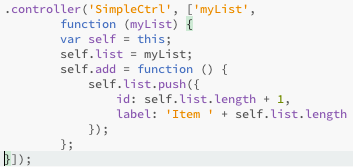 .controller('SimpleCtrl', ['myList',
function (myList) {
var self = this;
self.list = myList;
self.add = function () {
self.list.push({
id: self.list.length + 1,
label: 'Item ' + self.list.length
});
};
}]);